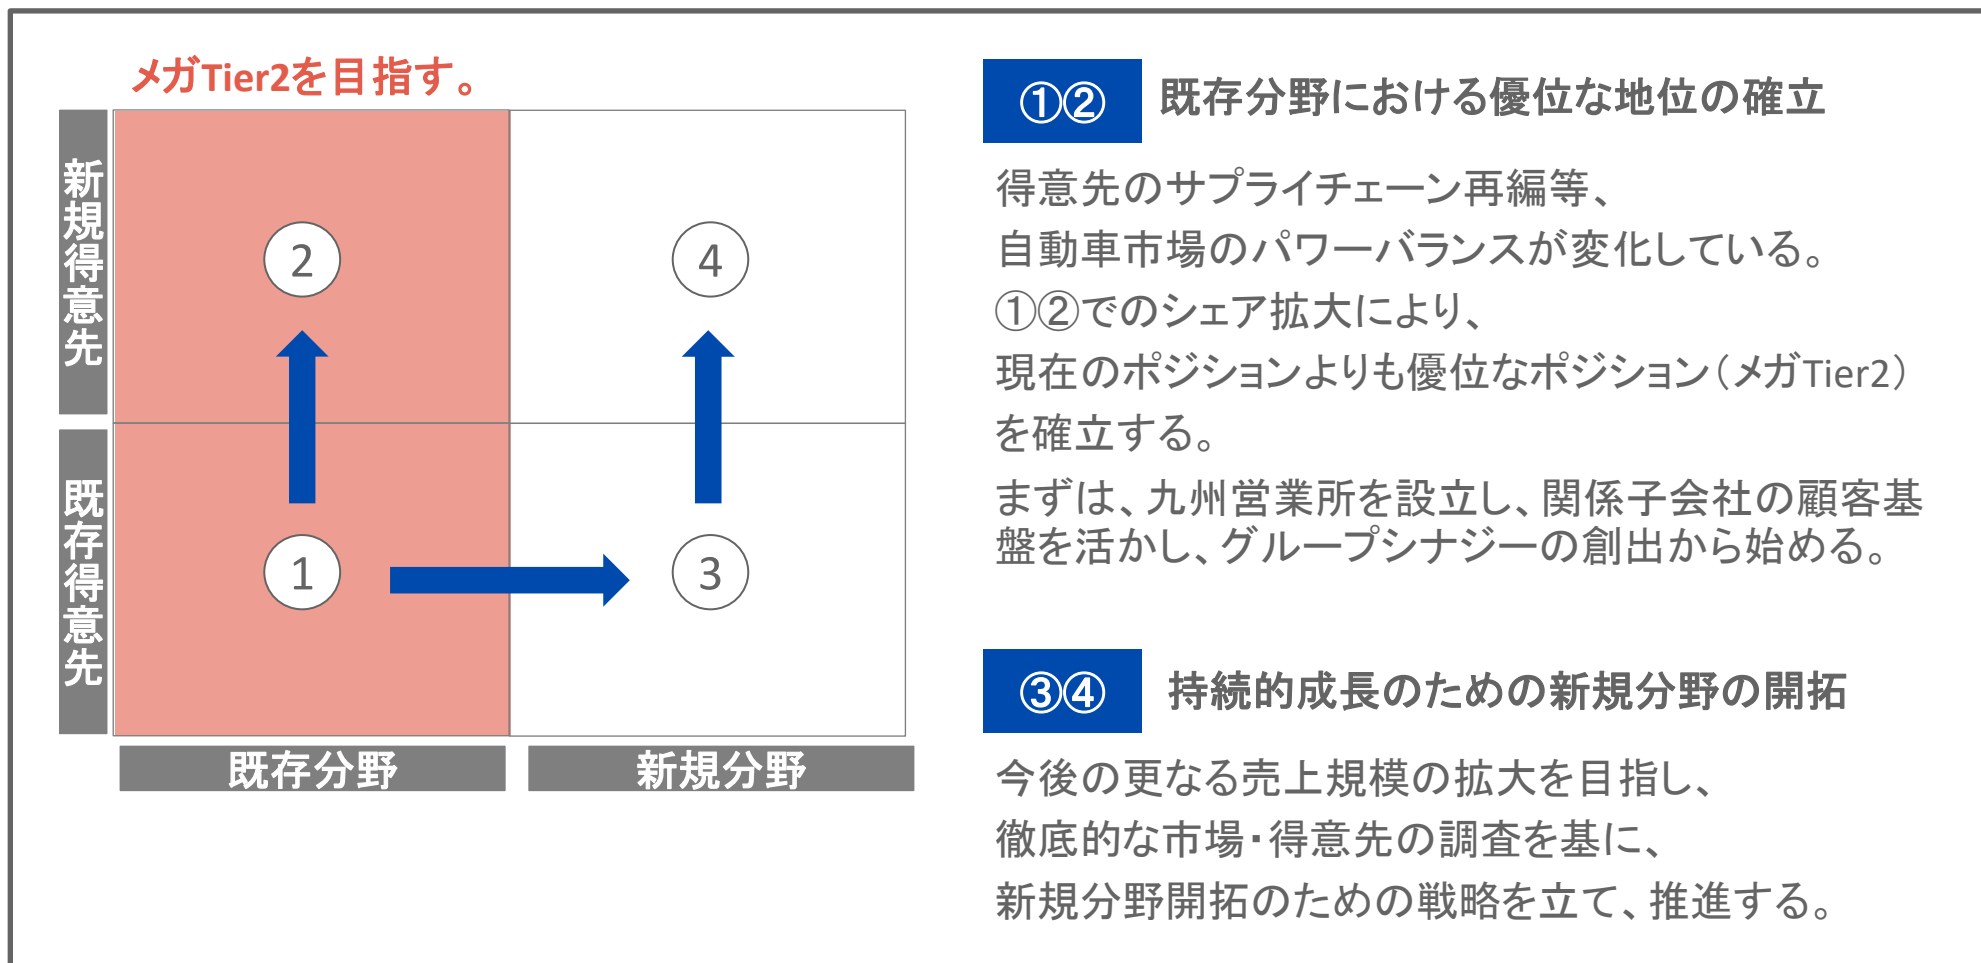 メガTier2を目指す。
新規得意先
既存得意先
2
4
1
3
既存分野
新規分野
①② 既存分野における優位な地位の確立
得意先のサプライチェーン再編等、
自動車市場のパワーバランスが変化している。
①②でのシェア拡大により、
現在のポジションよりも優位なポジション（メガTier2）
を確立する。
まずは、九州営業所を設立し、関係子会社の顧客基
盤を活かし、グループシナジーの創出から始める。
③④ 持続的成長のための新規分野の開拓
今後の更なる売上規模の拡大を目指し、
徹底的な市場・得意先の調査を基に、
新規分野開拓のための戦略を立て、推進する。